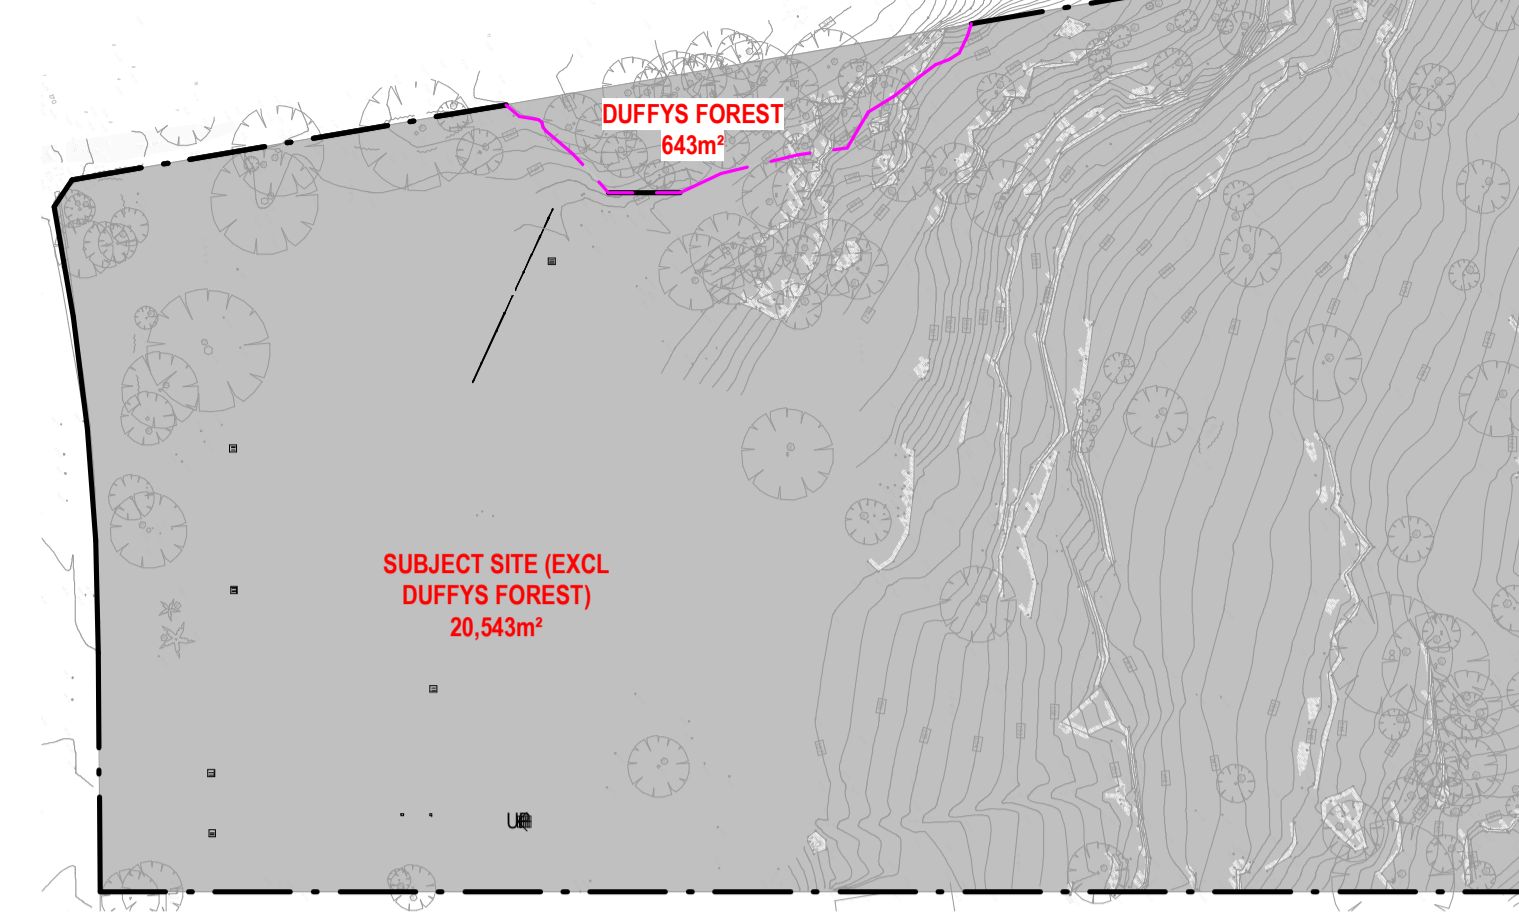 DUFFYS FOREST
643m²
SUBJECT SITE (EXCL
DUFFYS FOREST)
20,543m²